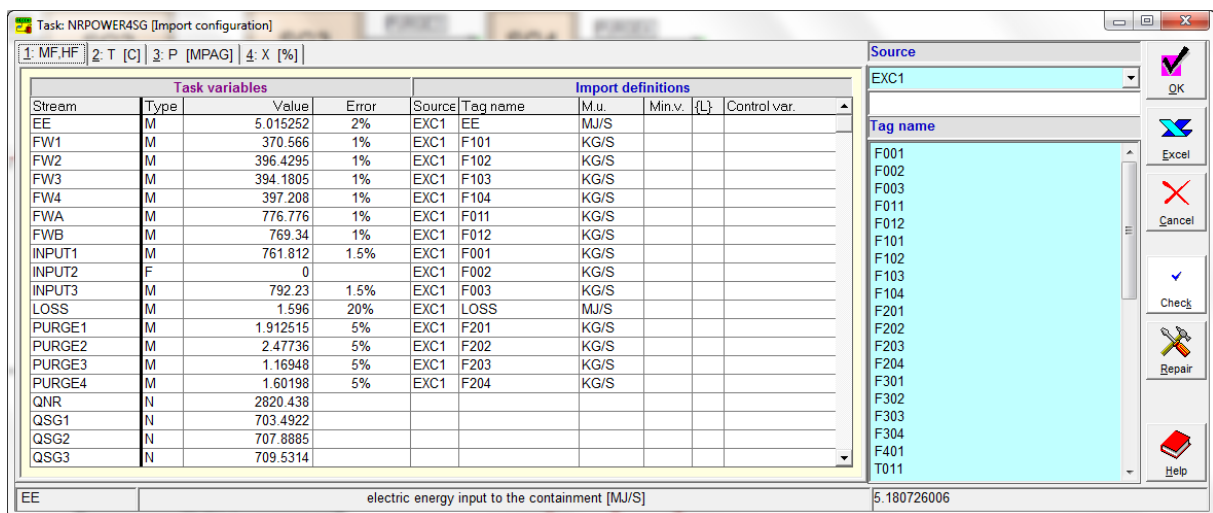 Task: NRPOWER4SG [Import configuration]
1: MF,HF 2: T [C] 3: P [MPAG] 4: X [%]
Task variables Import definitions
Stream Type Value Error Source Tag name M.u. Min.v. {L} Control var.
EE M 5.015252 2% EXC1 EE MJ/S
FW1 M 370.566 1% EXC1 F101 KG/S
FW2 M 396.4295 1% EXC1 F102 KG/S
FW3 M 394.1805 1% EXC1 F103 KG/S
FW4 M 397.208 1% EXC1 F104 KG/S
FWA M 776.776 1% EXC1 F011 KG/S
FWB M 769.34 1% EXC1 F012 KG/S
INPUT1 M 761.812 1.5% EXC1 F001 KG/S
INPUT2 F 0 EXC1 F002 KG/S
INPUT3 M 792.23 1.5% EXC1 F003 KG/S
LOSS M 1.596 20% EXC1 LOSS MJ/S
PURGE1 M 1.912515 5% EXC1 F201 KG/S
PURGE2 M 2.47736 5% EXC1 F202 KG/S
PURGE3 M 1.16948 5% EXC1 F203 KG/S
PURGE4 M 1.60198 5% EXC1 F204 KG/S
QNR N 2820.438
QSG1 N 703.4922
QSG2 N 707.8885
QSG3 N 709.5314
Source
EXC1
Tag name
F001
F002
F003
F011
F012
F101
F102
F103
F104
F201
F202
F203
F204
F301
F302
F303
F304
F401
T011
OK
Excel
Cancel
Check
Repair
Help
EE electric energy input to the containment [MJ/S] 5.180726006